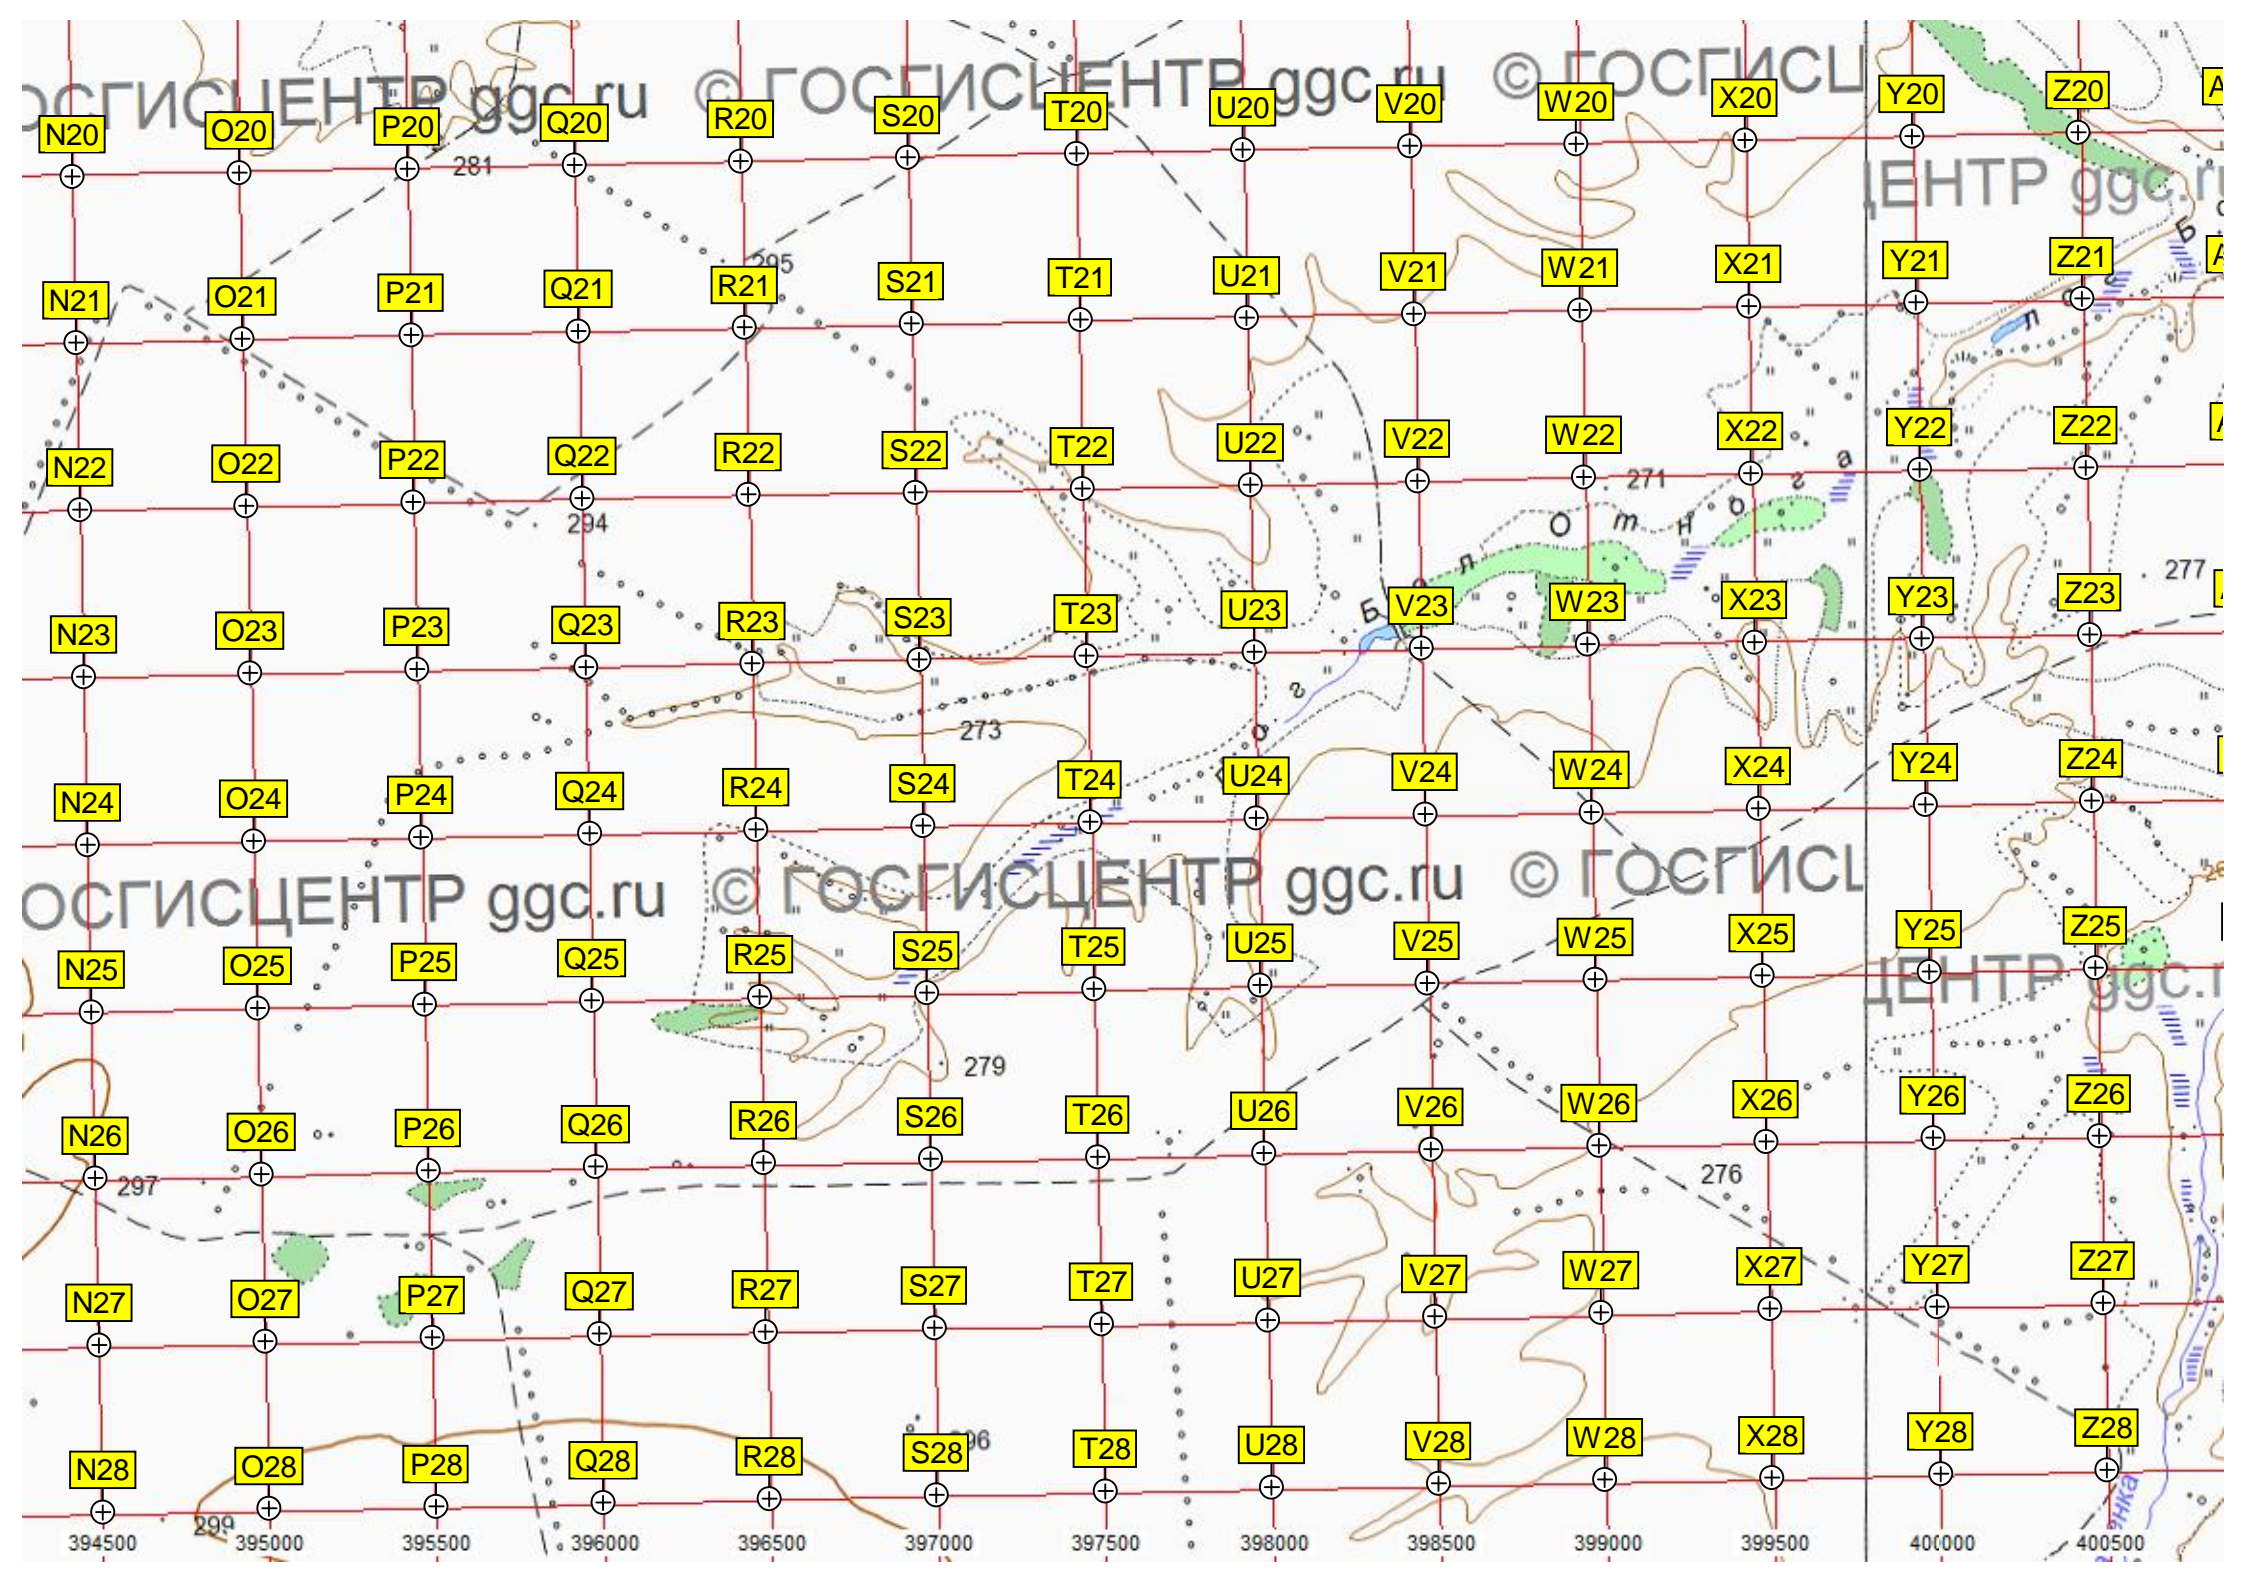 ОСГИСЦЕНТР ggc.ru © ГОСГИСЦЕНТР ggc.ru © ГОСГИСЦ
N20 O20 P20 Q20 R20 S20 T20 U20 V20 W20 X20 Y20 Z20
281
ЦЕНТР ggc.ru
Б
295
N21 O21 P21 Q21 R21 S21 T21 U21 V21 W21 X21 Y21 Z21
л
N22 O22 P22 Q22 R22 S22 T22 U22 V22 W22 X22 Y22 Z22
271
294
Отнога
277
Бл
N23 O23 P23 Q23 R23 S23 T23 U23 V23 W23 X23 Y23 Z23
г
273
о
N24 O24 P24 Q24 R24 S24 T24 U24 V24 W24 X24 Y24 Z24
ОСГИСЦЕНТР ggc.ru © ГОСГИСЦЕНТР ggc.ru © ГОСГИСЦ
N25 O25 P25 Q25 R25 S25 T25 U25 V25 W25 X25 Y25 Z25
ЦЕНТР ggc.r
279
N26 O26 P26 Q26 R26 S26 T26 U26 V26 W26 X26 Y26 Z26
297
276
N27 O27 P27 Q27 R27 S27 T27 U27 V27 W27 X27 Y27 Z27
N28 O28 P28 Q28 R28 S28 T28 U28 V28 W28 X28 Y28 Z28
299
394500 395000 395500 396000 396500 397000 397500 398000 398500 399000 399500 400000 400500